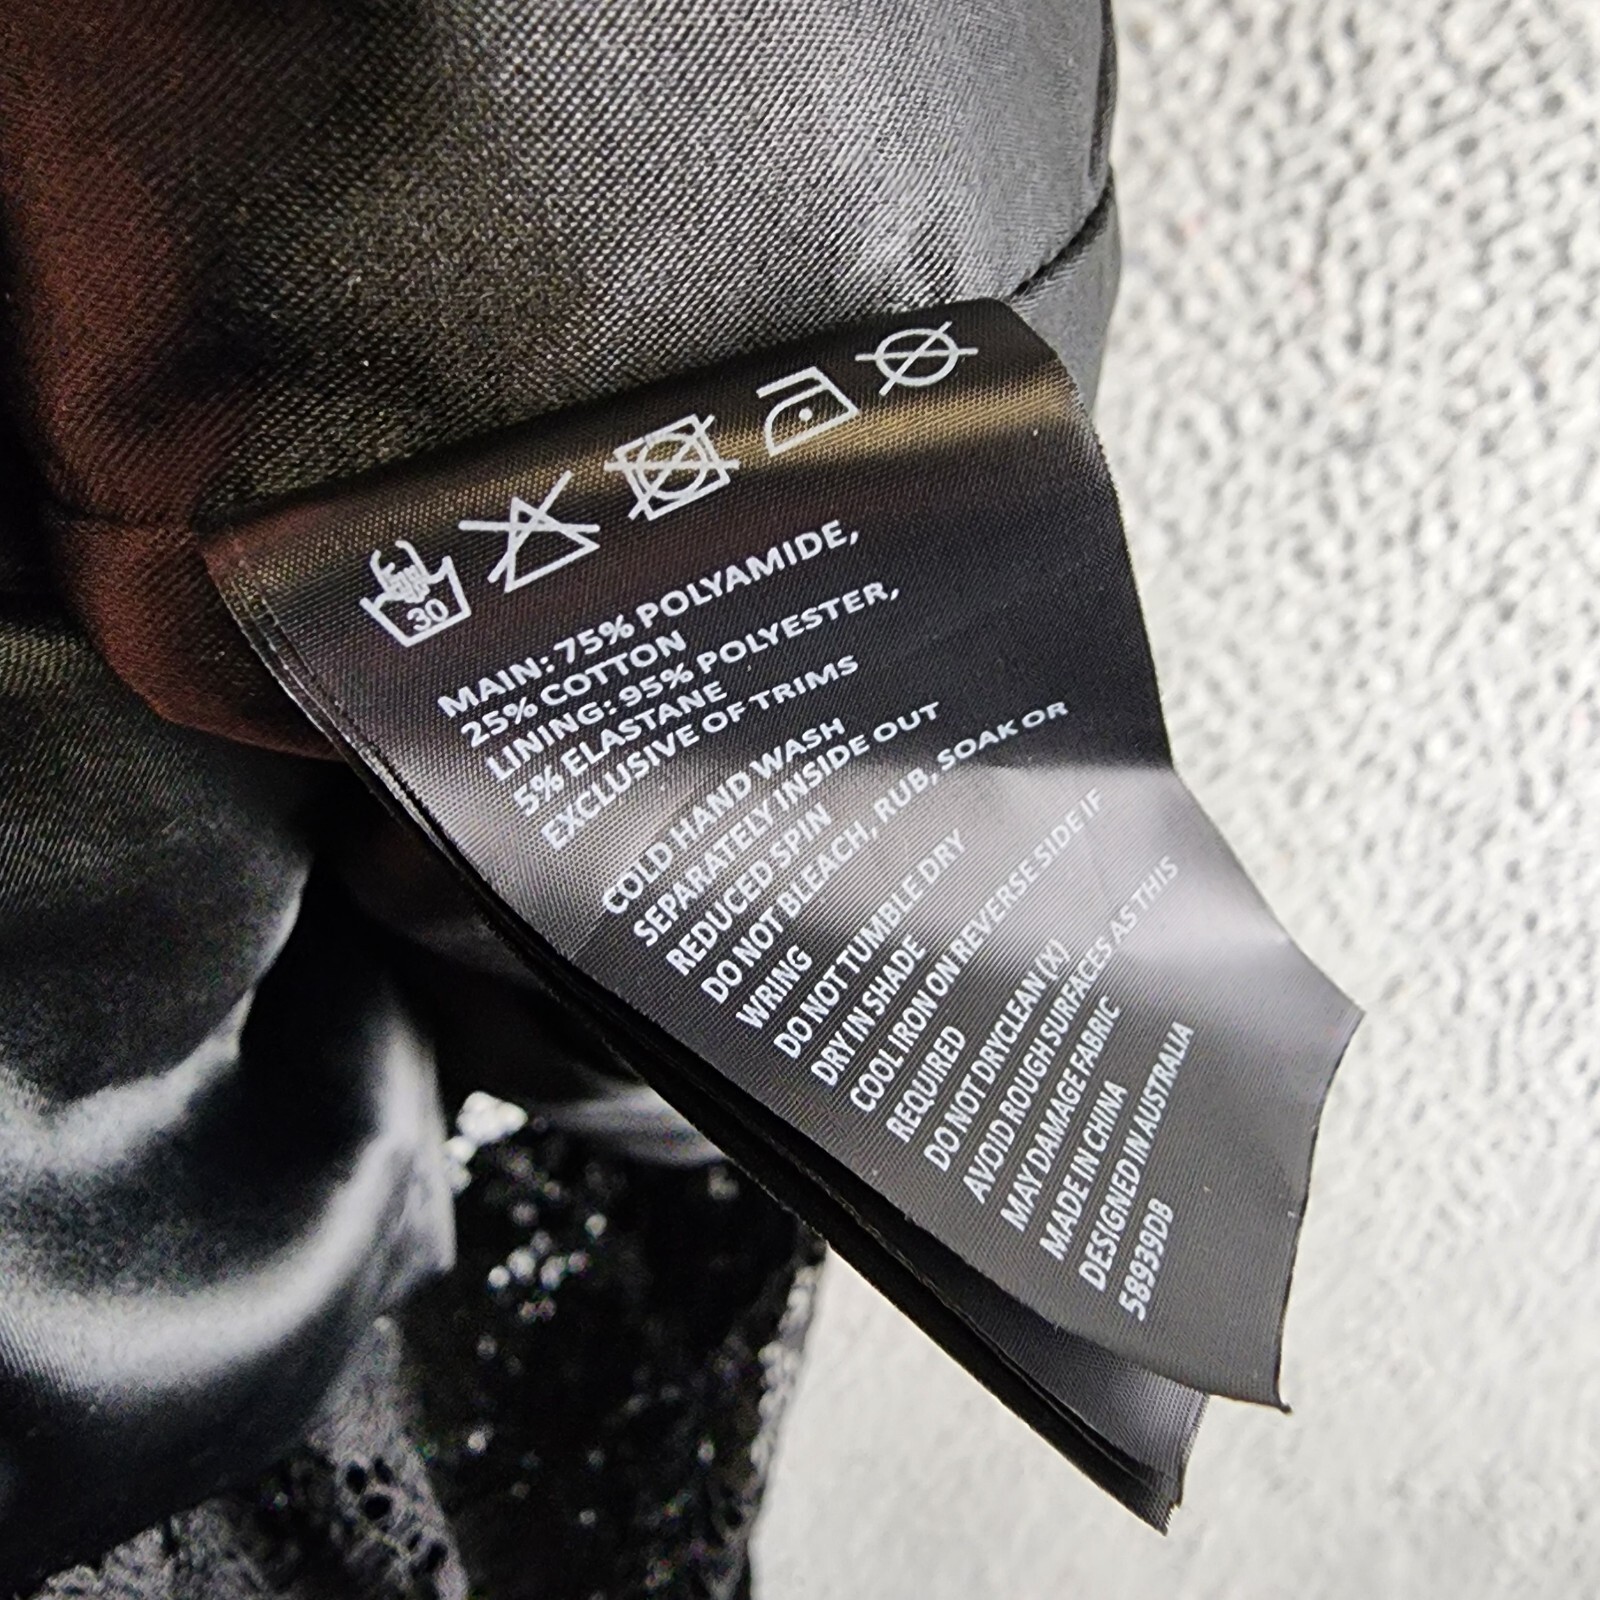 30
MAIN: 75% POLYAMIDE,
25% COTTON
LINING: 95% POLYESTER,
5% ELASTANE
EXCLUSIVE OF TRIMS
COLD HAND WASH
SEPARATELY INSIDE OUT
REDUCED SPIN
DO NOT BLEACH, RUB, SOAK OR
WRING
DO NOT TUMBLE DRY
DRY IN SHADE
COOL IRON ON REVERSE SIDE IF
REQUIRED
DO NOT DRYCLEAN (X)
AVOID ROUGH SURFACES AS THIS
MAY DAMAGE FABRIC
MADE IN CHINA
DESIGNED IN AUSTRALIA
58939DB